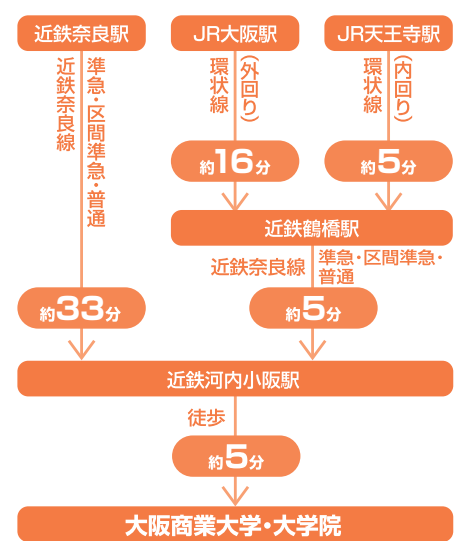 近鉄奈良駅
JR大阪駅
JR天王寺駅
近鉄奈良線
準急・区間準急・普通
環状線
(外回り)
環状線
(内回り)
約16分
約5分
近鉄鶴橋駅
近鉄奈良線
準急・区間準急・
普通
約33分
約5分
近鉄河内小阪駅
徒歩
約5分
大阪商業大学・大学院